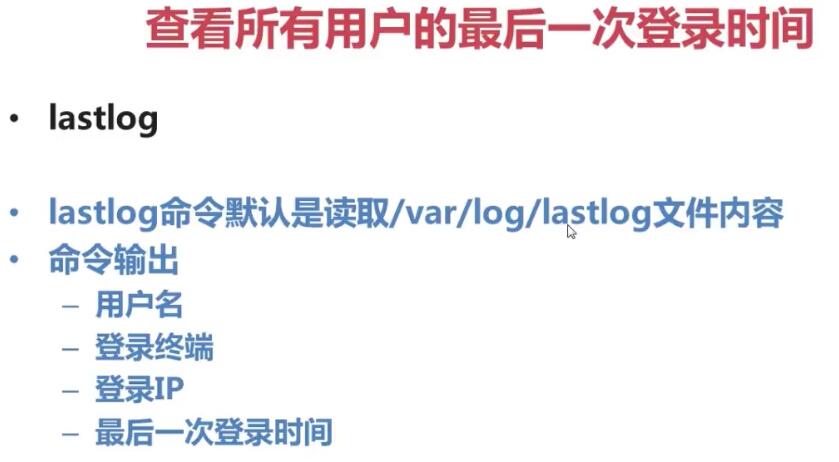 查看所有用户的最后一次登录时间
• lastlog
• lastlog命令默认是读取/var/log/lastlog文件内容
• 命令输出
– 用户名
– 登录终端
– 登录IP
– 最后一次登录时间